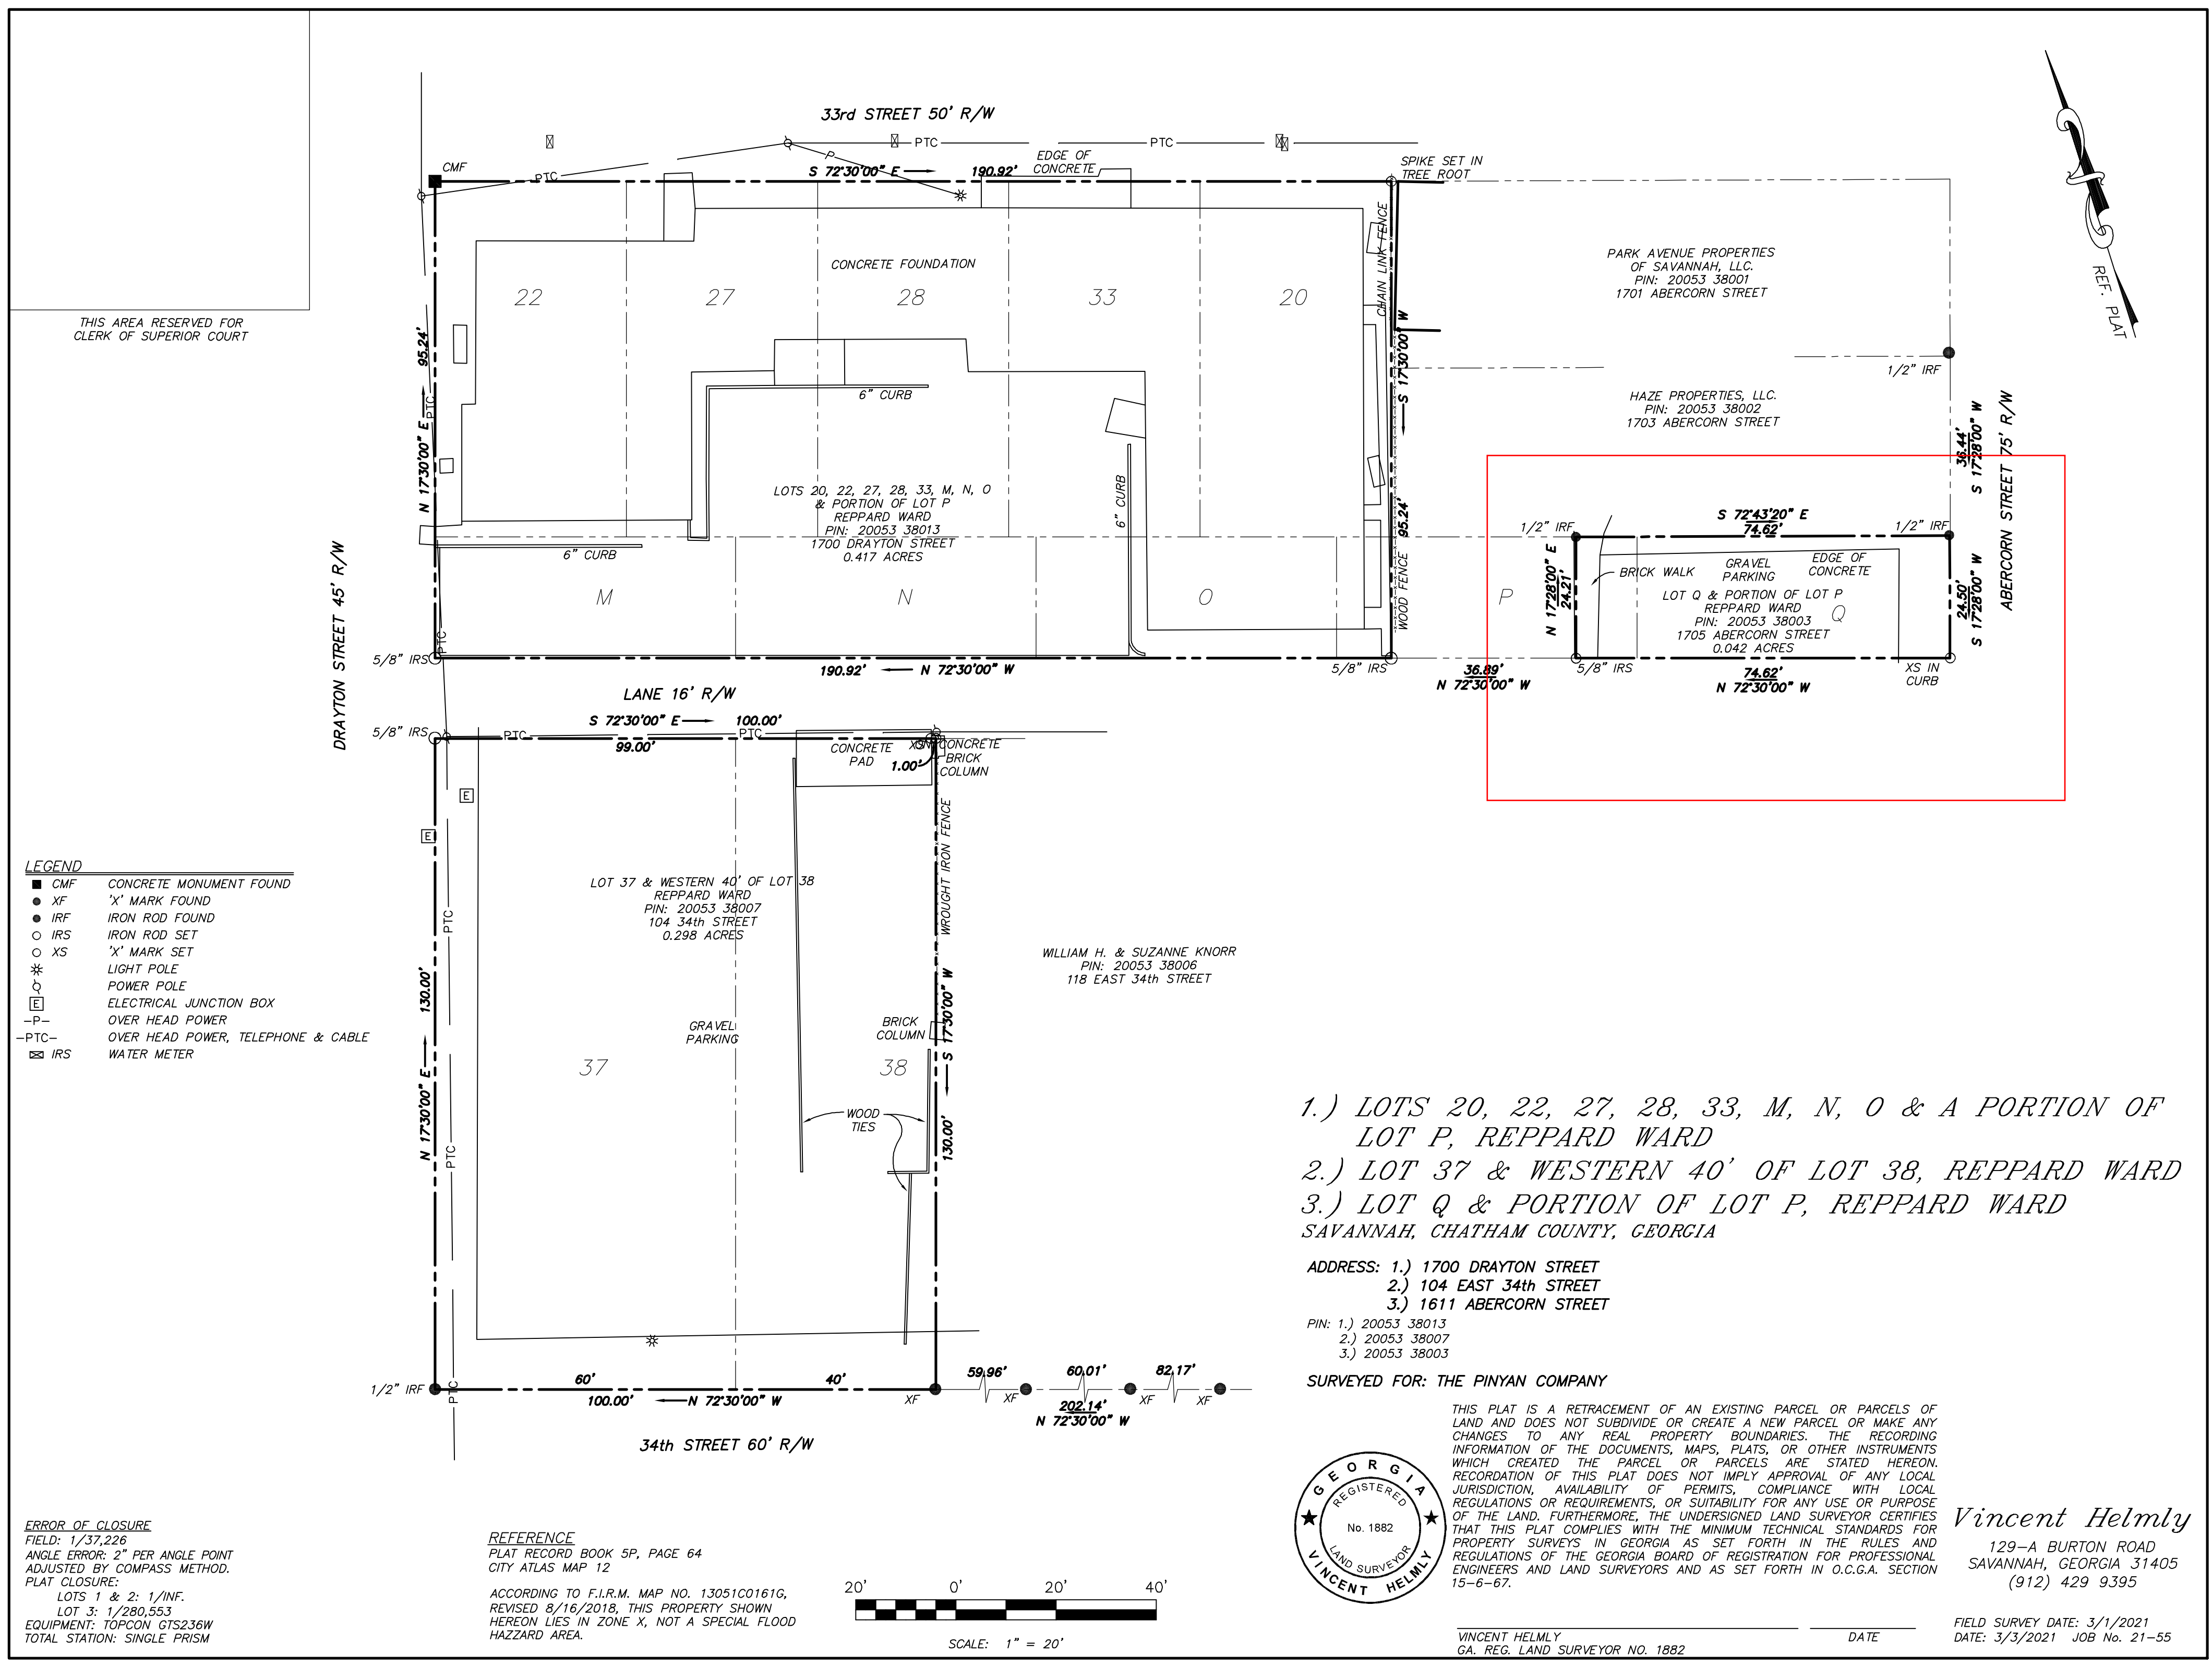 33rd STREET 50' R/W
PTC
PTC
CMF
PTC
P
S 72°30'00" E
190.92'
EDGE OF
CONCRETE
SPIKE SET IN
TREE ROOT
REF. PLAT
THIS AREA RESERVED FOR
CLERK OF SUPERIOR COURT
CONCRETE FOUNDATION
22
27
28
33
20
CHAIN LINK FENCE
PARK AVENUE PROPERTIES
OF SAVANNAH, LLC.
PIN: 20053 38001
1701 ABERCORN STREET
N 17°30'00" E
95.24'
PTC
S 17°30'00" W
95.24'
1/2" IRF
HAZE PROPERTIES, LLC.
PIN: 20053 38002
1703 ABERCORN STREET
36.44'
S 17°28'00" W
ABERCORN STREET 75' R/W
6" CURB
6" CURB
6" CURB
LOTS 20, 22, 27, 28, 33, M, N, O
& PORTION OF LOT P
REPPARD WARD
PIN: 20053 38013
1700 DRAYTON STREET
0.417 ACRES
WOOD FENCE
M
N
O
P
1/2" IRF
S 72°43'20" E
74.62'
1/2" IRF
N 17°28'00" E
24.21'
BRICK WALK
GRAVEL
PARKING
EDGE OF
CONCRETE
LOT Q & PORTION OF LOT P
REPPARD WARD
PIN: 20053 38003
1705 ABERCORN STREET
0.042 ACRES
Q
24.50'
S 17°28'00" W
DRAYTON STREET 45' R/W
PTC
5/8" IRS
190.92'
N 72°30'00" W
5/8" IRS
36.89'
N 72°30'00" W
5/8" IRS
74.62'
N 72°30'00" W
XS IN
CURB
LANE 16' R/W
S 72°30'00" E
100.00'
5/8" IRS
PTC
PTC
99.00'
CONCRETE
PAD
CONCRETE
BRICK
COLUMN
1.00'
E
E
WROUGHT IRON FENCE
LOT 37 & WESTERN 40' OF LOT 38
REPPARD WARD
PIN: 20053 38007
104 34th STREET
0.298 ACRES
PTC
N 17°30'00" E
130.00'
WILLIAM H. & SUZANNE KNORR
PIN: 20053 38006
118 EAST 34th STREET
S 17°30'00" W
130.00'
GRAVEL
PARKING
BRICK
COLUMN
37
38
WOOD
TIES
PTC
LEGEND
CMF CONCRETE MONUMENT FOUND
XF 'X' MARK FOUND
IRF IRON ROD FOUND
IRS IRON ROD SET
XS 'X' MARK SET
LIGHT POLE
POWER POLE
E ELECTRICAL JUNCTION BOX
-P- OVER HEAD POWER
-PTC- OVER HEAD POWER, TELEPHONE & CABLE
IRS WATER METER
1/2" IRF
PTC
60'
40'
100.00'
N 72°30'00" W
XF
59.96'
XF
60.01'
XF
82.17'
XF
202.14'
N 72°30'00" W
34th STREET 60' R/W
1.) LOTS 20, 22, 27, 28, 33, M, N, O & A PORTION OF
LOT P, REPPARD WARD
2.) LOT 37 & WESTERN 40' OF LOT 38, REPPARD WARD
3.) LOT Q & PORTION OF LOT P, REPPARD WARD
SAVANNAH, CHATHAM COUNTY, GEORGIA
ADDRESS: 1.) 1700 DRAYTON STREET
2.) 104 EAST 34th STREET
3.) 1611 ABERCORN STREET
PIN: 1.) 20053 38013
2.) 20053 38007
3.) 20053 38003
SURVEYED FOR: THE PINYAN COMPANY
THIS PLAT IS A RETRACEMENT OF AN EXISTING PARCEL OR PARCELS OF
LAND AND DOES NOT SUBDIVIDE OR CREATE A NEW PARCEL OR MAKE ANY
CHANGES TO ANY REAL PROPERTY BOUNDARIES. THE RECORDING
INFORMATION OF THE DOCUMENTS, MAPS, PLATS, OR OTHER INSTRUMENTS
WHICH CREATED THE PARCEL OR PARCELS ARE STATED HEREON.
RECORDATION OF THIS PLAT DOES NOT IMPLY APPROVAL OF ANY LOCAL
JURISDICTION, AVAILABILITY OF PERMITS, COMPLIANCE WITH LOCAL
REGULATIONS OR REQUIREMENTS, OR SUITABILITY FOR ANY USE OR PURPOSE
OF THE LAND. FURTHERMORE, THE UNDERSIGNED LAND SURVEYOR CERTIFIES
THAT THIS PLAT COMPLIES WITH THE MINIMUM TECHNICAL STANDARDS FOR
PROPERTY SURVEYS IN GEORGIA AS SET FORTH IN THE RULES AND
REGULATIONS OF THE GEORGIA BOARD OF REGISTRATION FOR PROFESSIONAL
ENGINEERS AND LAND SURVEYORS AND AS SET FORTH IN O.C.G.A. SECTION
15-6-67.
GEORGIA
REGISTERED
No. 1882
LAND SURVEYOR
VINCENT HELMLY
Vincent Helmly
129-A BURTON ROAD
SAVANNAH, GEORGIA 31405
(912) 429 9395
ERROR OF CLOSURE
FIELD: 1/37,226
ANGLE ERROR: 2" PER ANGLE POINT
ADJUSTED BY COMPASS METHOD.
PLAT CLOSURE:
LOTS 1 & 2: 1/INF.
LOT 3: 1/280,553
EQUIPMENT: TOPCON GTS236W
TOTAL STATION: SINGLE PRISM
REFERENCE
PLAT RECORD BOOK 5P, PAGE 64
CITY ATLAS MAP 12
ACCORDING TO F.I.R.M. MAP NO. 13051C0161G,
REVISED 8/16/2018, THIS PROPERTY SHOWN
HEREON LIES IN ZONE X, NOT A SPECIAL FLOOD
HAZZARD AREA.
20' 0' 20' 40'
SCALE: 1" = 20'
VINCENT HELMLY DATE
GA. REG. LAND SURVEYOR NO. 1882
FIELD SURVEY DATE: 3/1/2021
DATE: 3/3/2021 JOB No. 21-55